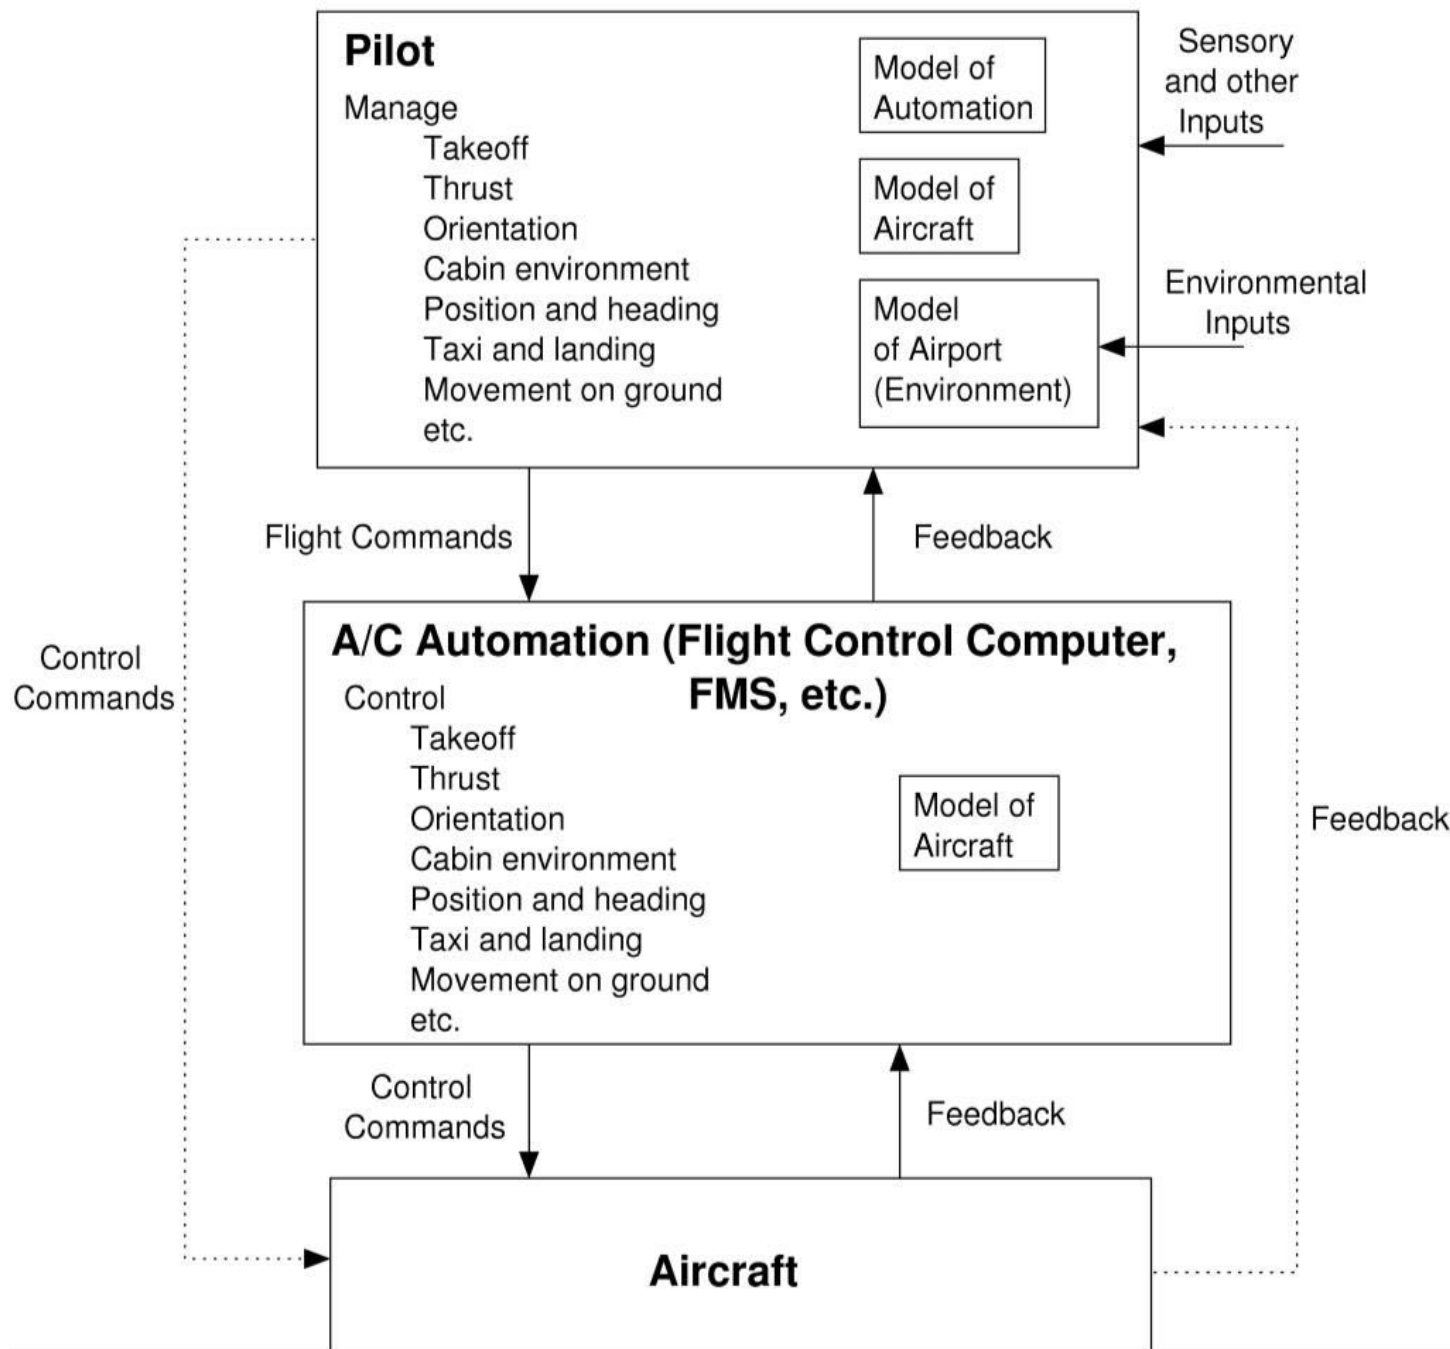 Pilot
Manage
Takeoff
Thrust
Orientation
Cabin environment
Position and heading
Taxi and landing
Movement on ground
etc.
Model of
Automation
Model of
Aircraft
Model
of Airport
(Environment)
Sensory
and other
Inputs
Environmental
Inputs
Flight Commands
Feedback
Control
Commands
A/C Automation (Flight Control Computer,
FMS, etc.)
Control
Takeoff
Thrust
Orientation
Cabin environment
Position and heading
Taxi and landing
Movement on ground
etc.
Model of
Aircraft
Feedback
Control
Commands
Feedback
Aircraft